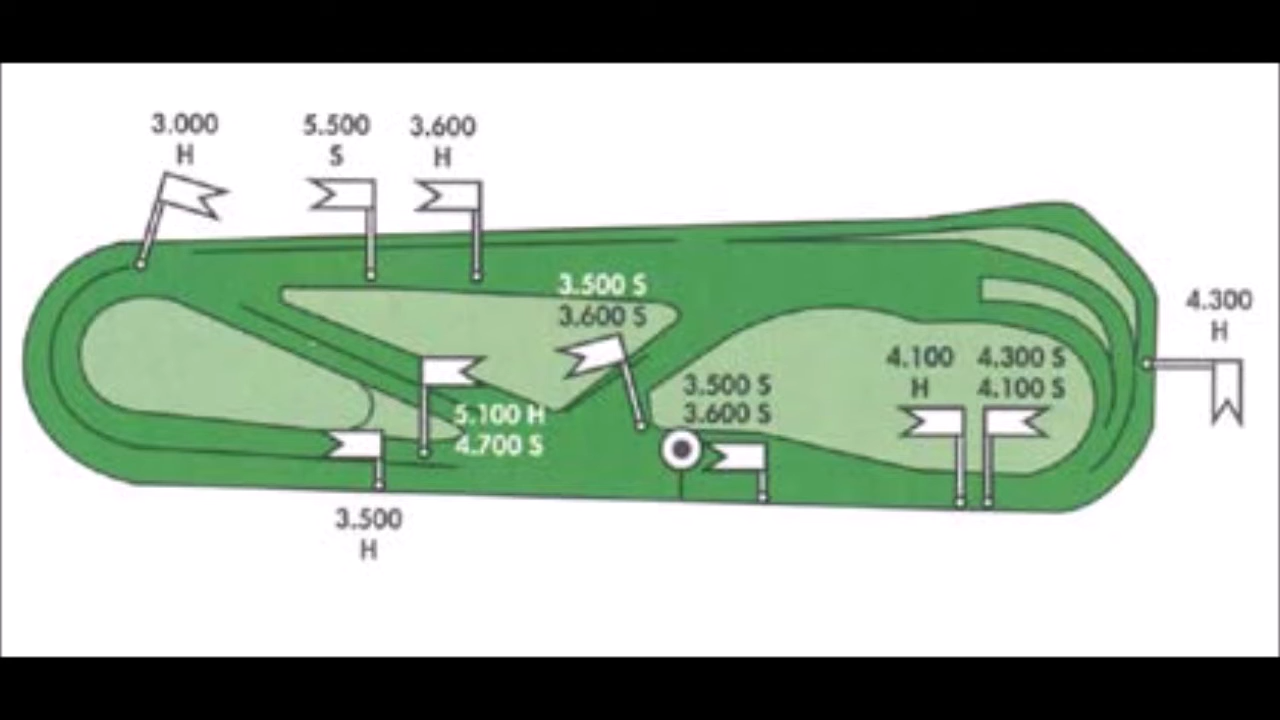 3.000
H
5.500
S
3.600
H
3.500 S
3.600 S
4.300
H
3.500 S
3.600 S
4.100
H
4.300 S
4.100 S
5.100 H
4.700 S
3.500
H